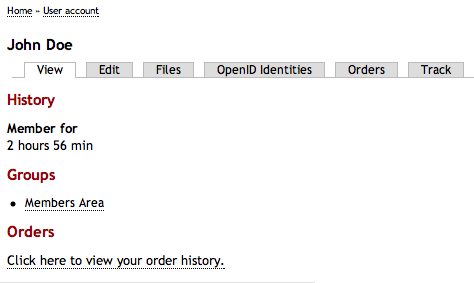 Home » User account
John Doe
View Edit Files OpenID Identities Orders Track
History
Member for
2 hours 56 min
Groups
Members Area
Orders
Click here to view your order history.